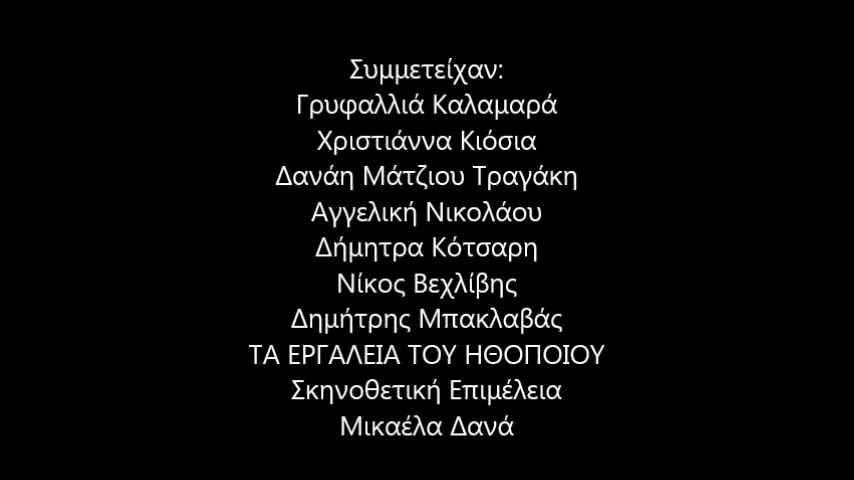 Συμμετείχαν:
Γρυφαλλιά Καλαμαρά
Χριστιάννα Κιόσια
Δανάη Μάτζιου Τραγάκη
Αγγελική Νικολάου
Δήμητρα Κότσαρη
Νίκος Βεχλίβης
Δημήτρης Μπακλαβάς
ΤΑ ΕΡΓΑΛΕΙΑ ΤΟΥ ΗΘΟΠΟΙΟΥ
Σκηνοθετική Επιμέλεια
Μικαέλα Δανά